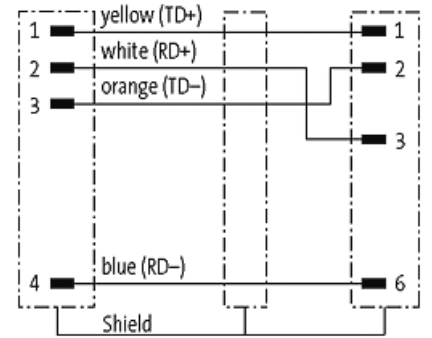 yellow (TD+)
1 1
white (RD+)
2 2
orange (TD–)
3
3
blue (RD–)
4 6
Shield